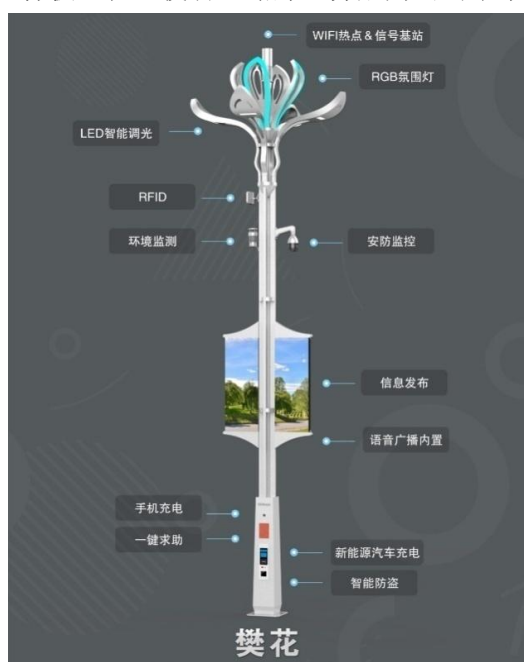 WIFI热点＆信号基站
RGB氛围灯
LED智能调光
RFID
环境监测
安防监控
信息发布
语音广播内置
手机充电
一键求助
新能源汽车充电
智能防盗
樊花